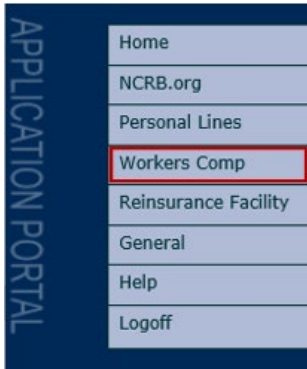 APPLICATION PORTAL
Home
NCRB.org
Personal Lines
Workers Comp
Reinsurance Facility
General
Help
Logoff